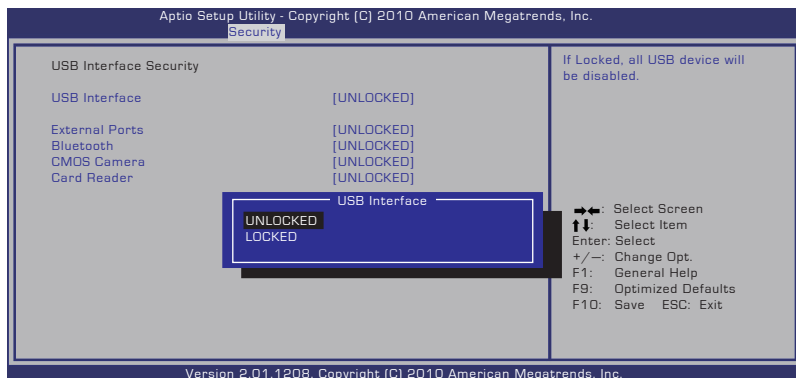 Aptio Setup Utility - Copyright (C) 2010 American Megatrends, Inc.
Security
USB Interface Security
USB Interface [UNLOCKED]
External Ports [UNLOCKED]
Bluetooth [UNLOCKED]
CMOS Camera [UNLOCKED]
Card Reader [UNLOCKED]
USB Interface
UNLOCKED
LOCKED
If Locked, all USB device will
be disabled.
→←: Select Screen
↑↓: Select Item
Enter: Select
+/—: Change Opt.
F1: General Help
F9: Optimized Defaults
F10: Save ESC: Exit
Version 2.01.1208. Copyright (C) 2010 American Megatrends, Inc.